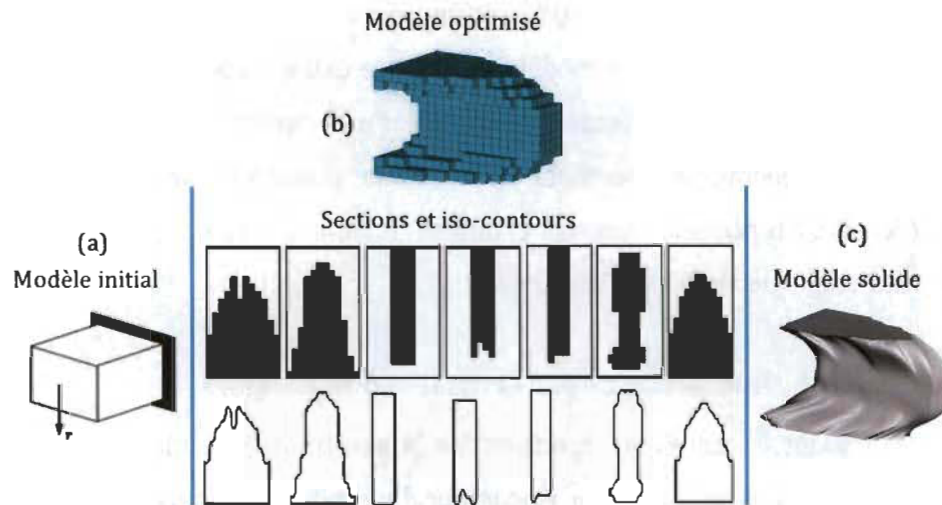 Modèle optimisé
(b)
Sections et iso-contours
(a)
Modèle initial
r
(c)
Modèle solide